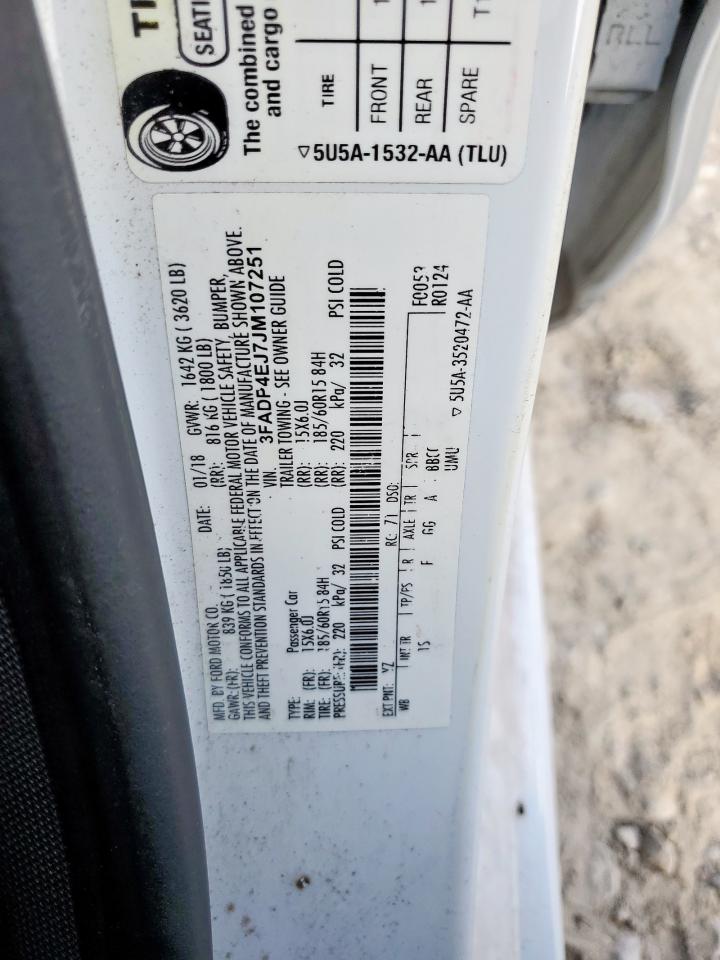 TI
SEATI
The combined
and cargo
TIRE
FRONT
REAR
SPARE T1
5U5A-1532-AA (TLU)
RLL
MFD. BY FORD MOTOR CO. DATE: 01/18 GVWR: 1642 KG ( 3620 LB)
GAWR: (FR): 839 KG ( 1850 LB) (RR): 816 KG ( 1800 LB)
THIS VEHICLE CONFORMS TO ALL APPLICABLE FEDERAL MOTOR VEHICLE SAFETY, BUMPER,
AND THEFT PREVENTION STANDARDS IN EFFECT ON THE DATE OF MANUFACTURE SHOWN ABOVE.
VIN: 3FADP4EJ7JM107251
TYPE: Passenger Car TRAILER TOWING - SEE OWNER GUIDE
RIM: (FR): 15X6.0J (RR): 15X6.0J
TIRE: (FR): 185/60R15 84H (RR): 185/60R15 84H
PRESSURE: (FR): 220 kPa/ 32 PSI COLD (RR): 220 kPa/ 32 PSI COLD
EXT PNT: YZ RC: 71 DSO: F0053
R0124
WB INT TR TP/PS R AXLE TR SPR
15 F GG A BBCC
UMU
5U5A-3520472-AA